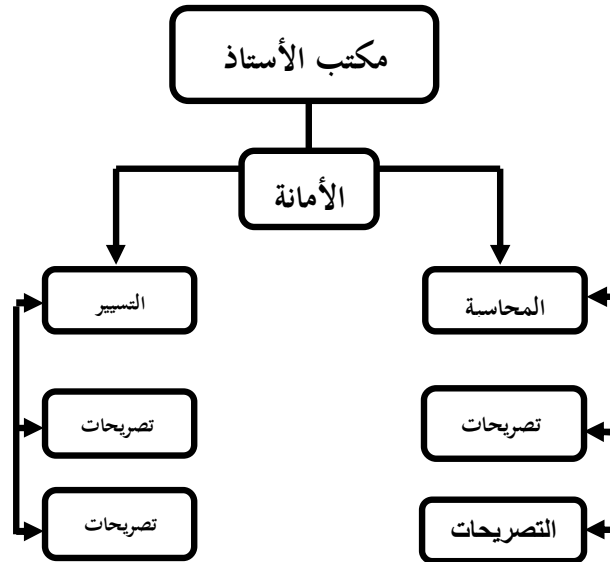 مكتب الأستاذ
الأمانة
المحاسبة
التسيير
تصريحات
تصريحات
التصريحات
تصريحات